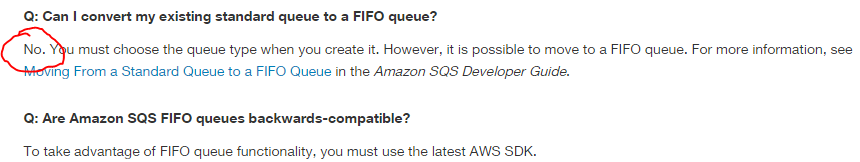 Q: Can I convert my existing standard queue to a FIFO queue?
No. You must choose the queue type when you create it. However, it is possible to move to a FIFO queue. For more information, see
Moving From a Standard Queue to a FIFO Queue in the Amazon SQS Developer Guide.
Q: Are Amazon SQS FIFO queues backwards-compatible?
To take advantage of FIFO queue functionality, you must use the latest AWS SDK.